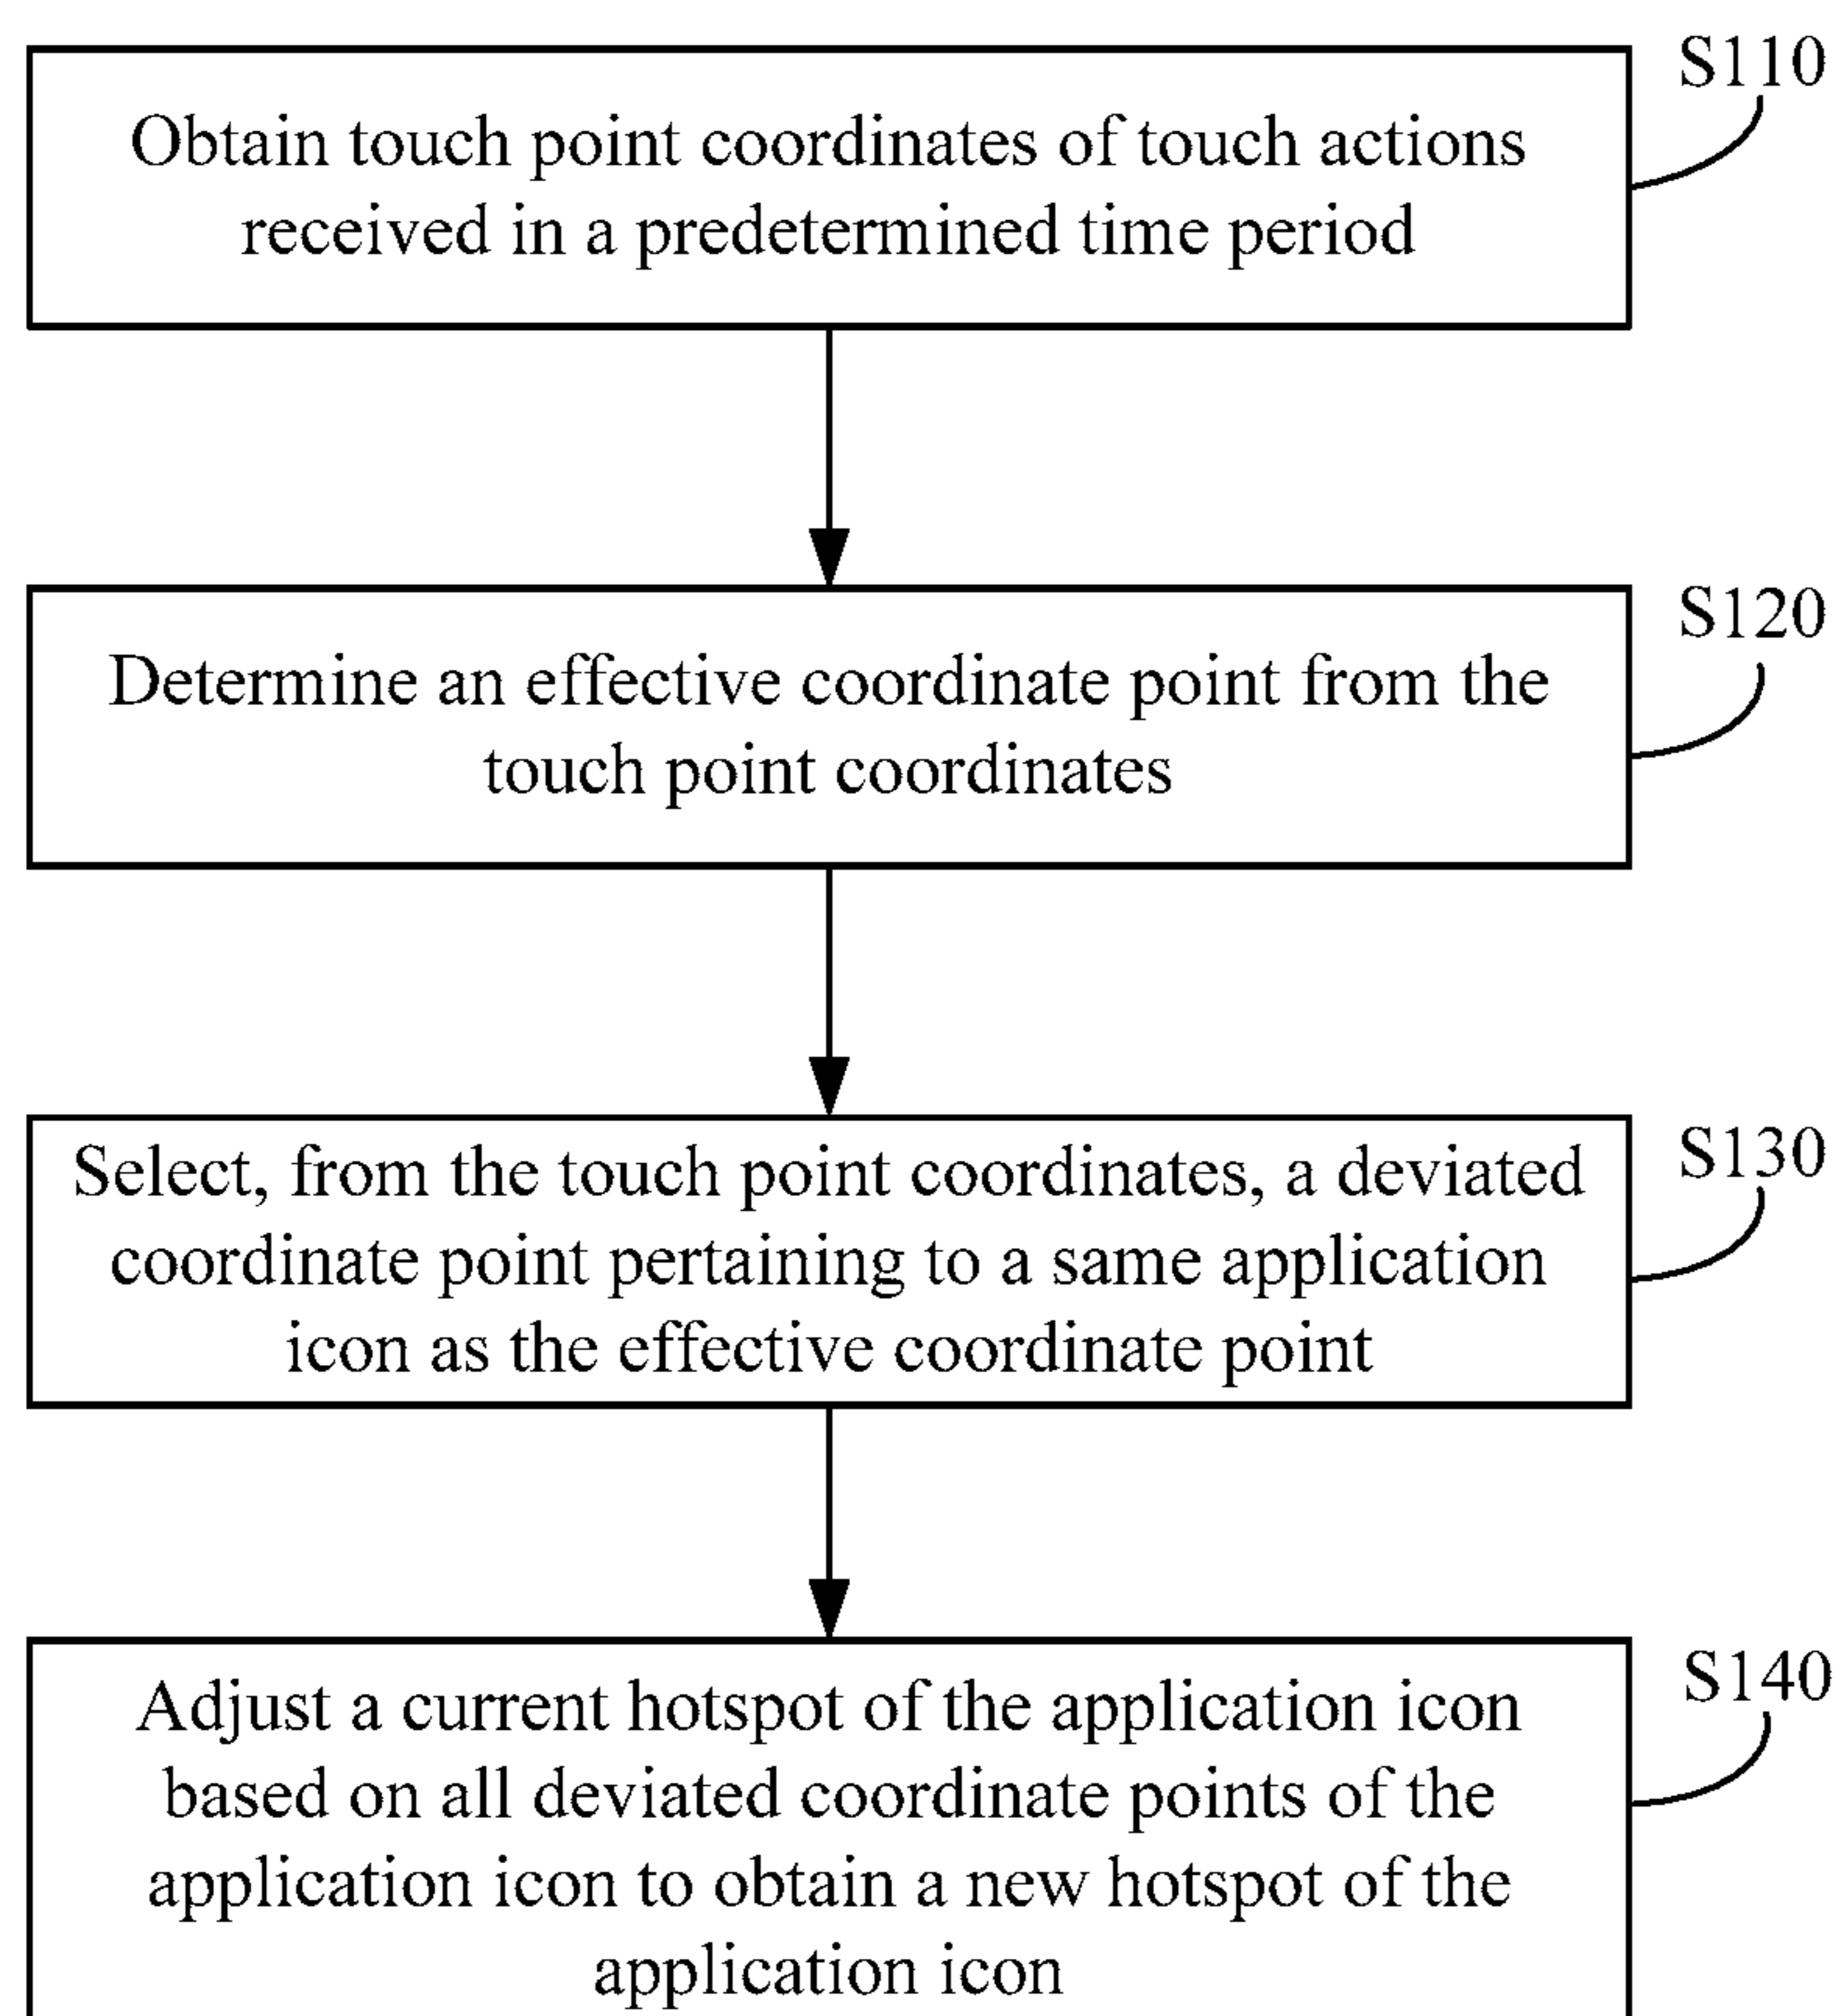 S110
Obtain touch point coordinates of touch actions
received in a predetermined time period
S120
Determine an effective coordinate point from the
touch point coordinates
S130
Select, from the touch point coordinates, a deviated
coordinate point pertaining to a same application
icon as the effective coordinate point
S140
Adjust a current hotspot of the application icon
based on all deviated coordinate points of the
application icon to obtain a new hotspot of the
application icon